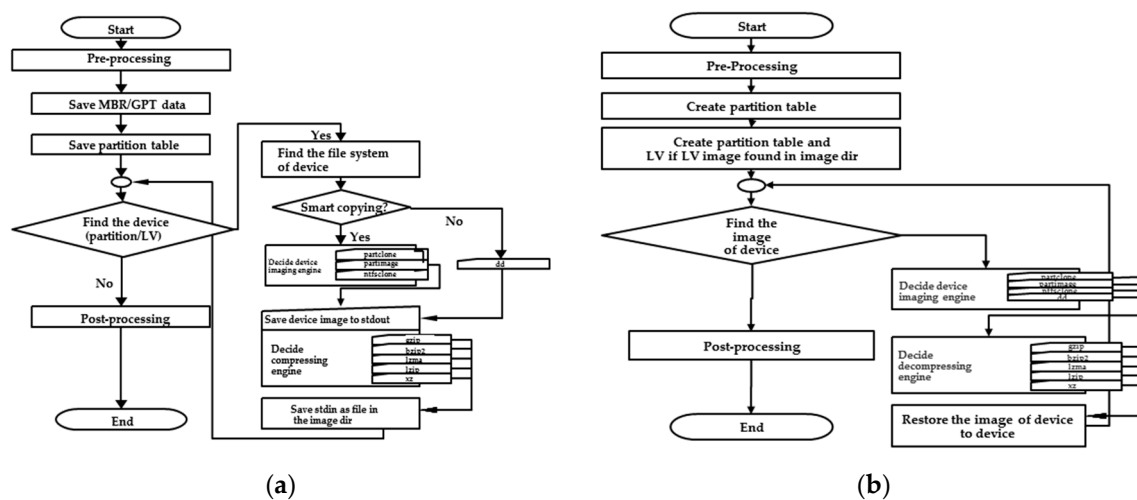 Start
Pre-processing
Save MBR/GPT data
Save partition table
Find the device
(partition/LV)
No
Post-processing
End
Yes
Find the file system
of device
Smart copying?
No
Yes
Decide device
imaging engine
partclone
partimage
ntfsclone
dd
Save device image to stdout
Decide
compressing
engine
gzip
bzip2
lzma
lzip
xz
Save stdin as file in
the image dir
(a)
Start
Pre-Processing
Create partition table
Create partition table and
LV if LV image found in image dir
Find the
image
of device
Post-processing
End
Decide device
imaging engine
partclone
partimage
ntfsclone
dd
Decide
decompressing
engine
gzip
bzip2
lzma
lzip
xz
Restore the image of device
to device
(b)